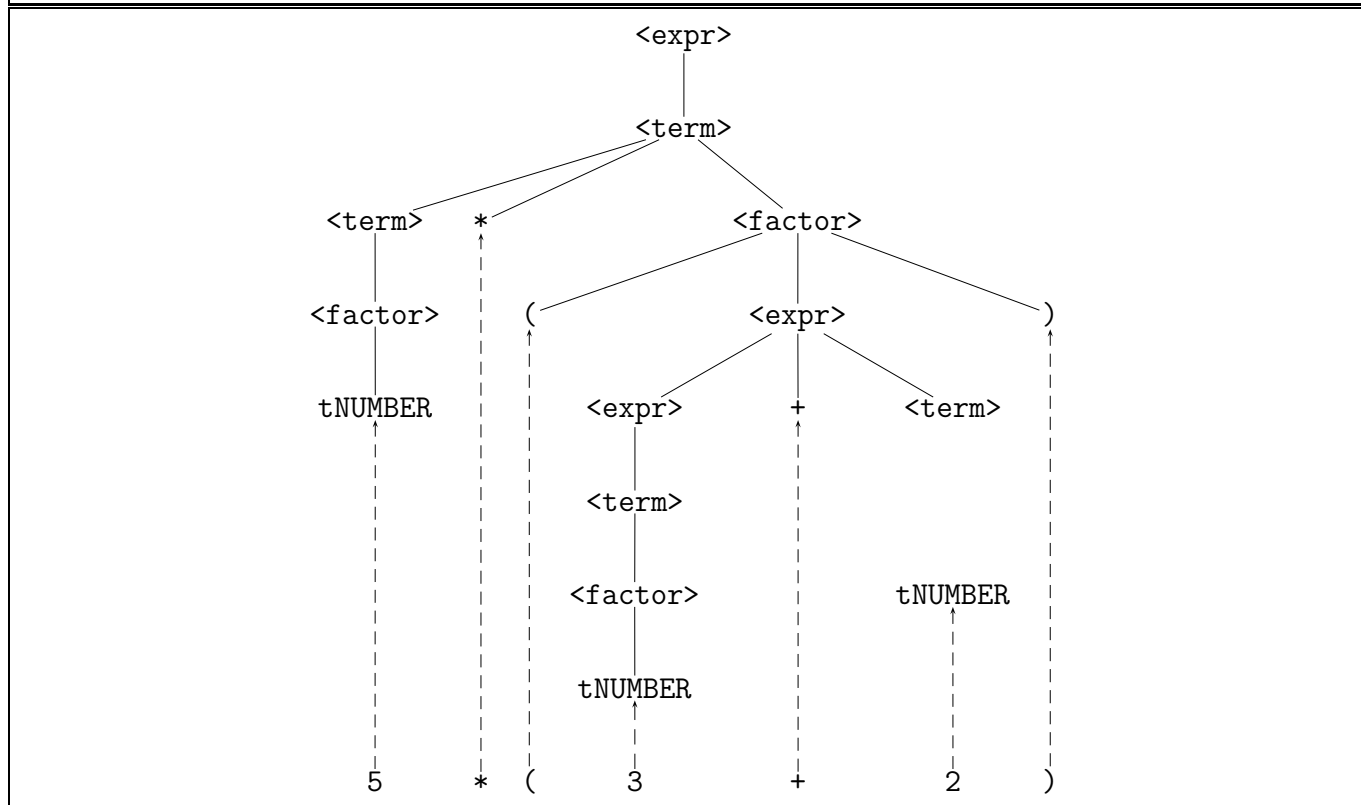 <expr>
<term>
<term> * <factor>
<factor> ( <expr> )
tNUMBER <expr> + <term>
<term>
<factor> tNUMBER
tNUMBER
5 * ( 3 + 2 )